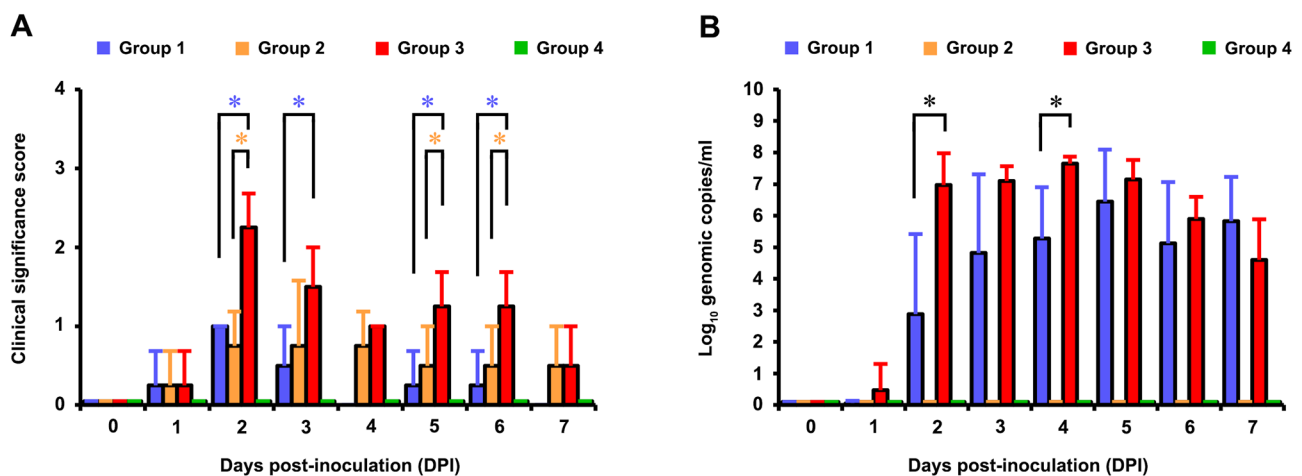 A
Group 1 Group 2 Group 3 Group 4
Clinical significance score
4
3
2
1
0
* * * *
* * *
0 1 2 3 4 5 6 7
Days post-inoculation (DPI)
B
Group 1 Group 2 Group 3 Group 4
Log₁₀ genomic copies/ml
10
9
8
7
6
5
4
3
2
1
0
* *
0 1 2 3 4 5 6 7
Days post-inoculation (DPI)